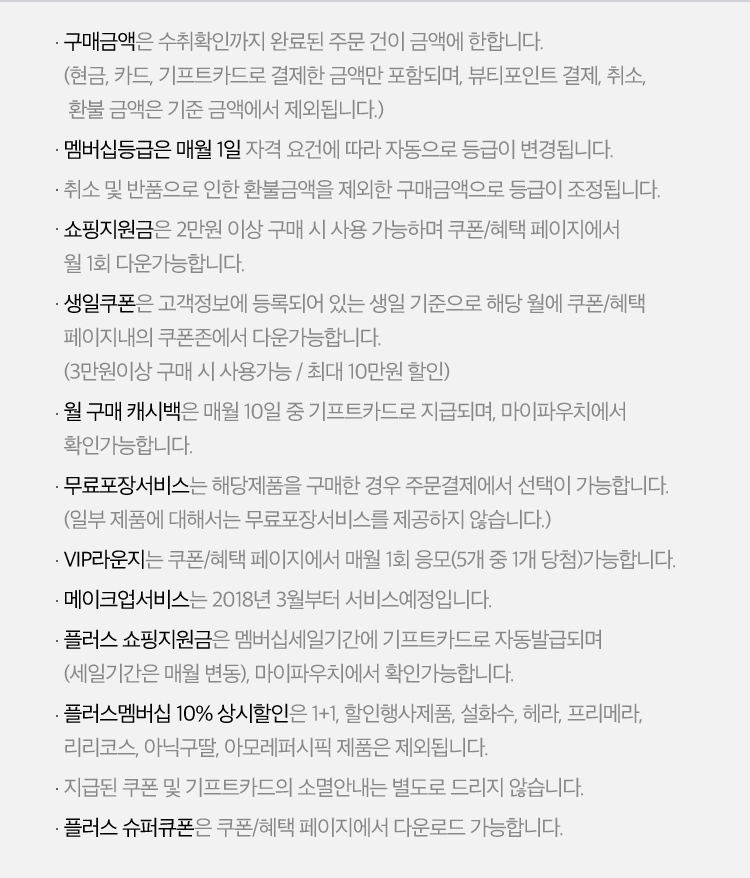 · 구매금액은 수취확인까지 완료된 주문 건이 금액에 한합니다.
(현금, 카드, 기프트카드로 결제한 금액만 포함되며, 뷰티포인트 결제, 취소,
환불 금액은 기준 금액에서 제외됩니다.)
· 멤버십등급은 매월 1일 자격 요건에 따라 자동으로 등급이 변경됩니다.
· 취소 및 반품으로 인한 환불금액을 제외한 구매금액으로 등급이 조정됩니다.
· 쇼핑지원금은 2만원 이상 구매 시 사용 가능하며 쿠폰/혜택 페이지에서
월 1회 다운가능합니다.
· 생일쿠폰은 고객정보에 등록되어 있는 생일 기준으로 해당 월에 쿠폰/혜택
페이지내의 쿠폰존에서 다운가능합니다.
(3만원이상 구매 시 사용가능 / 최대 10만원 할인)
· 월 구매 캐시백은 매월 10일 중 기프트카드로 지급되며, 마이파우치에서
확인가능합니다.
· 무료포장서비스는 해당제품을 구매한 경우 주문결제에서 선택이 가능합니다.
(일부 제품에 대해서는 무료포장서비스를 제공하지 않습니다.)
· VIP라운지는 쿠폰/혜택 페이지에서 매월 1회 응모(5개 중 1개 당첨)가능합니다.
· 메이크업서비스는 2018년 3월부터 서비스예정입니다.
· 플러스 쇼핑지원금은 멤버십세일기간에 기프트카드로 자동발급되며
(세일기간은 매월 변동), 마이파우치에서 확인가능합니다.
· 플러스멤버십 10% 상시할인은 1+1, 할인행사제품, 설화수, 헤라, 프리메라,
리리코스, 아닉구딸, 아모레퍼시픽 제품은 제외됩니다.
· 지급된 쿠폰 및 기프트카드의 소멸안내는 별도로 드리지 않습니다.
· 플러스 슈퍼큐폰은 쿠폰/혜택 페이지에서 다운로드 가능합니다.